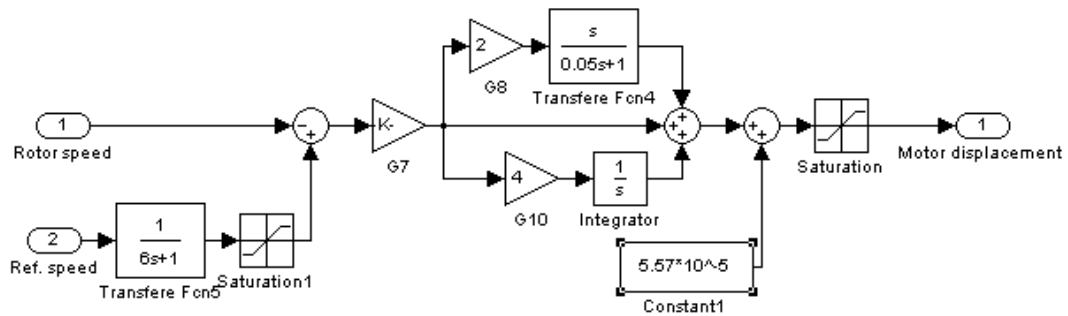 2
G8
s
0.05s+1
Transfere Fcn4
1
Rotor speed
-
+
K-
G7
+
+
+
+
+
Saturation
1
Motor displacement
4
G10
1
s
Integrator
2
Ref. speed
1
6s+1
Transfere Fcn5
Saturation1
5.57*10^-5
Constant1